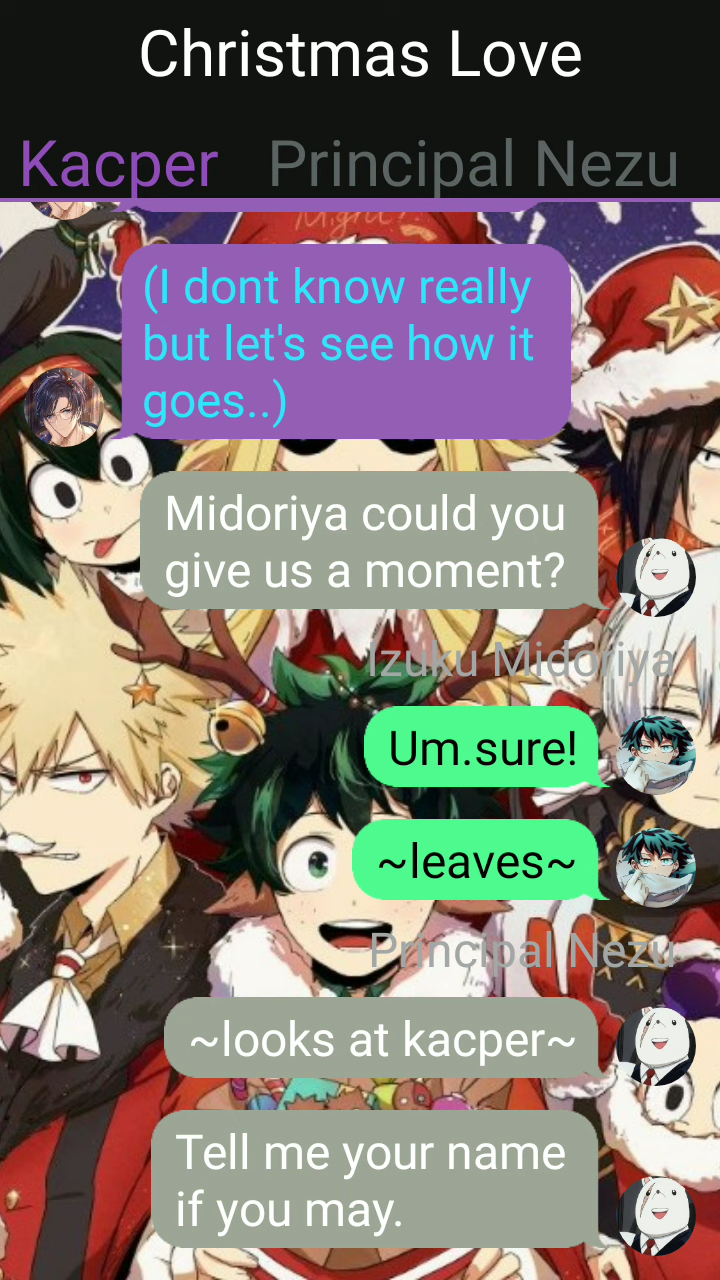 Christmas Love
Kacper Principal Nezu
Might!
(I dont know really
but let's see how it
goes..)
Midoriya could you
give us a moment?
Izuku Midoriya
Um.sure!
~leaves~
Principal Nezu
~looks at kacper~
Tell me your name
if you may.